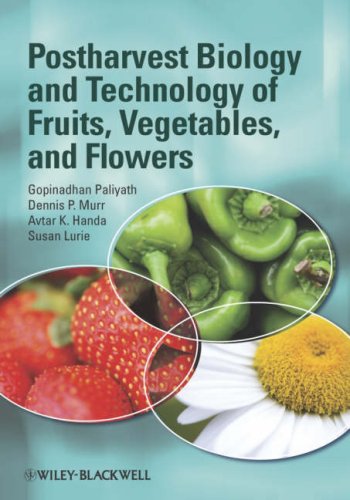 Postharvest Biology
and Technology of
Fruits, Vegetables,
and Flowers
Gopinadhan Paliyath
Dennis P. Murr
Avtar K. Handa
Susan Lurie
WILEY-BLACKWELL